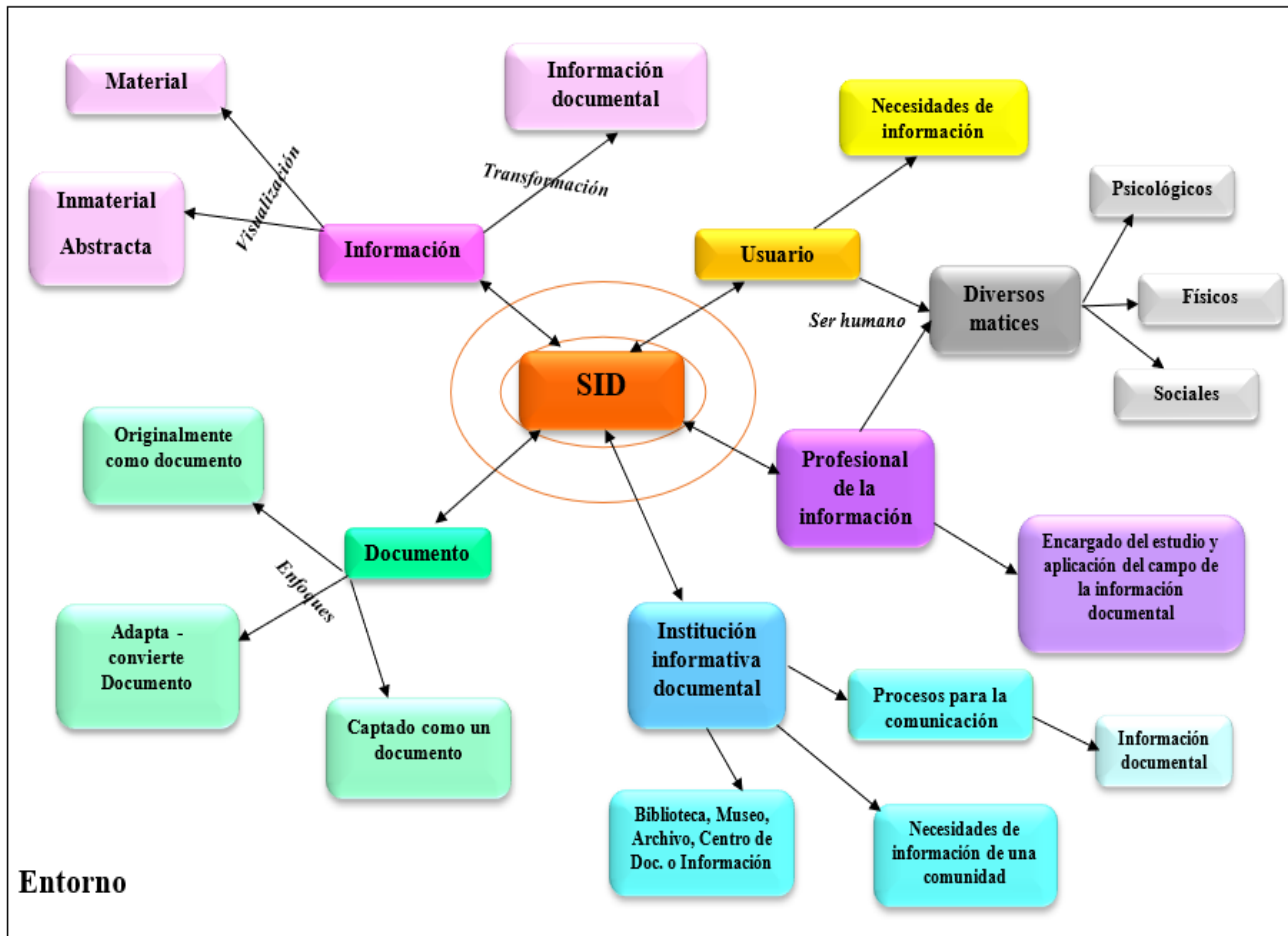 Material
Información
documental
Necesidades de
información
Inmaterial
Abstracta
Visualización
Transformación
Información
Usuario
Psicológicos
Físicos
Sociales
Diversos
matices
Ser humano
SID
Originalmente
como documento
Documento
Enfoques
Adapta -
convierte
Documento
Captado como un
documento
Profesional
de la
información
Encargado del estudio y
aplicación del campo de
la información
documental
Institución
informativa
documental
Procesos para la
comunicación
Información
documental
Biblioteca, Museo,
Archivo, Centro de
Doc. o Información
Necesidades de
información de una
comunidad
Entorno